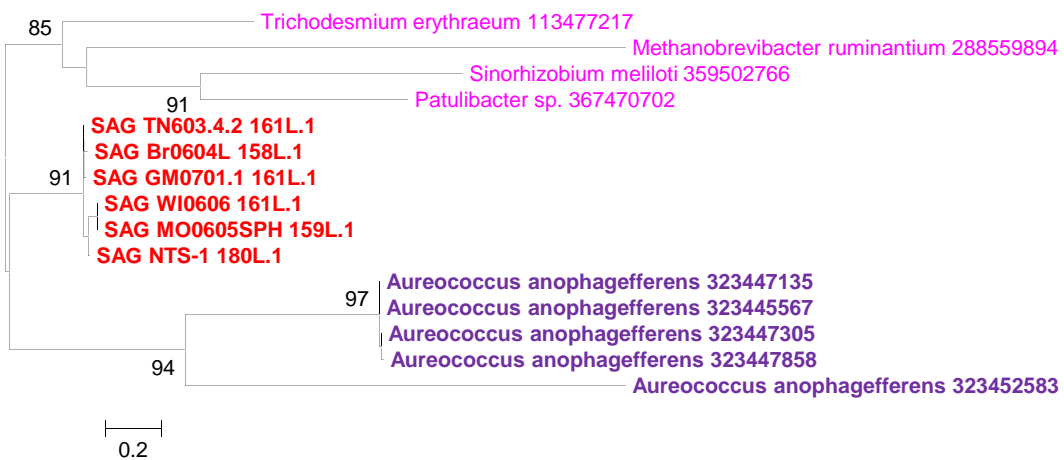 85
Trichodesmium erythraeum 113477217
Methanobrevibacter ruminantium 288559894
Sinorhizobium meliloti 359502766
Patulibacter sp. 367470702
91
SAG TN603.4.2 161L.1
SAG Br0604L 158L.1
SAG GM0701.1 161L.1
91
SAG WI0606 161L.1
SAG MO0605SPH 159L.1
SAG NTS-1 180L.1
Aureococcus anophagefferens 323447135
97
Aureococcus anophagefferens 323445567
Aureococcus anophagefferens 323447305
Aureococcus anophagefferens 323447858
94
Aureococcus anophagefferens 323452583
0.2